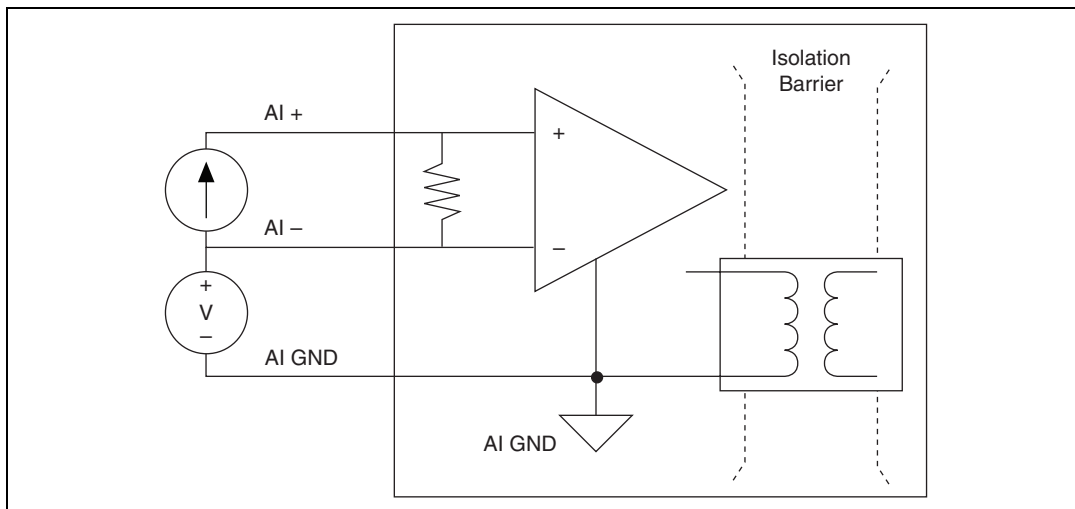 Isolation
Barrier
AI +
+
AI –
–
+
V
–
AI GND
AI GND